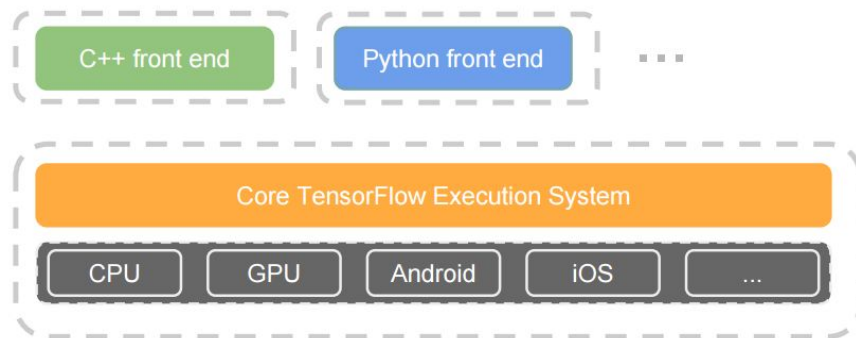 C++ front end Python front end ...
Core TensorFlow Execution System
CPU GPU Android iOS ...